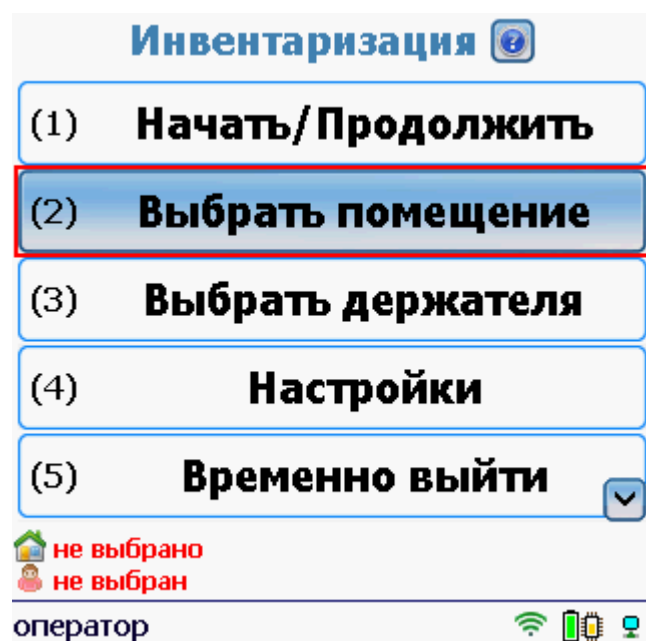 Инвентаризация
(1) Начать/Продолжить
(2) Выбрать помещение
(3) Выбрать держателя
(4) Настройки
(5) Временно выйти
не выбрано
не выбран
оператор